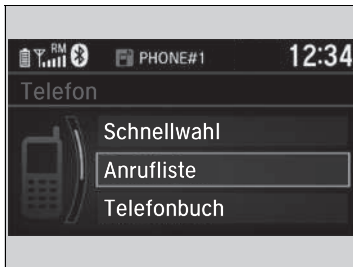 RM PHONE#1 12:34
Telefon
Schnellwahl
Anrufliste
Telefonbuch